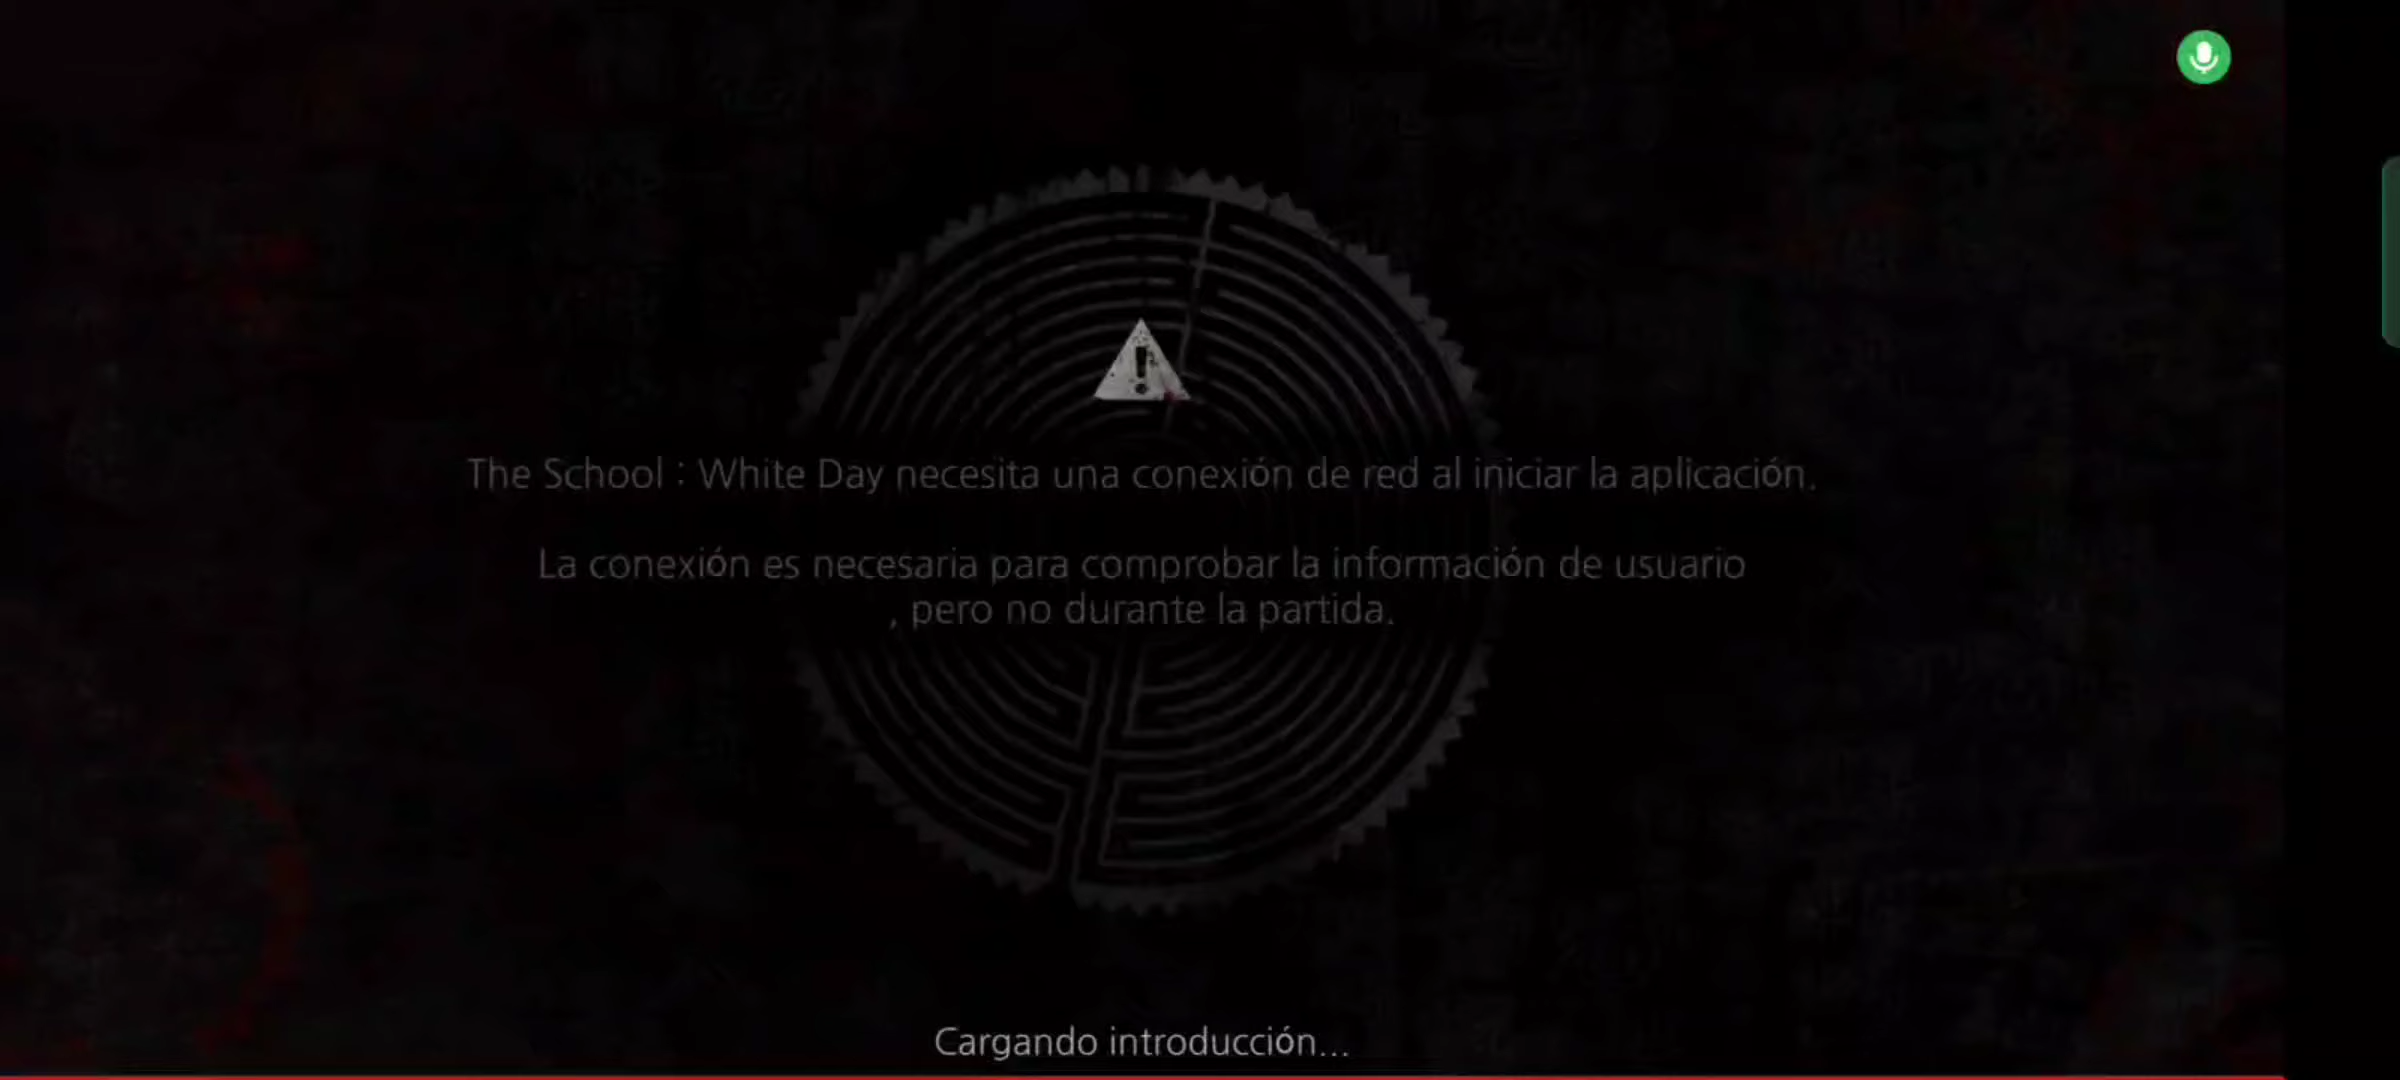 The School : White Day necesita una conexión de red al iniciar la aplicación.
La conexión es necesaria para comprobar la información de usuario
, pero no durante la partida.
Cargando introducción...